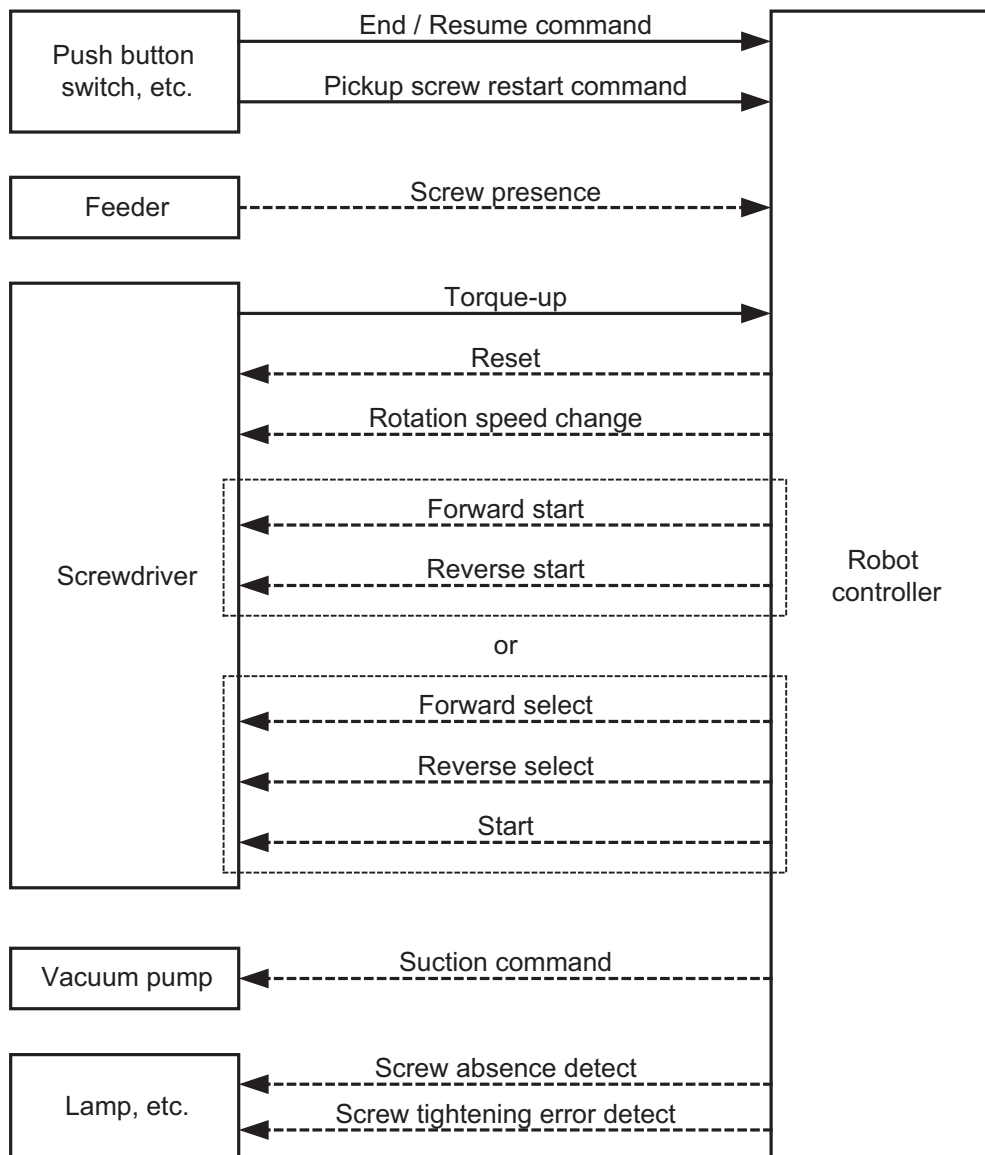 End / Resume command
Push button
switch, etc.
Pickup screw restart command
Feeder
Screw presence
Torque-up
Reset
Rotation speed change
Forward start
Screwdriver
Reverse start
Robot
controller
or
Forward select
Reverse select
Start
Vacuum pump
Suction command
Screw absence detect
Lamp, etc.
Screw tightening error detect